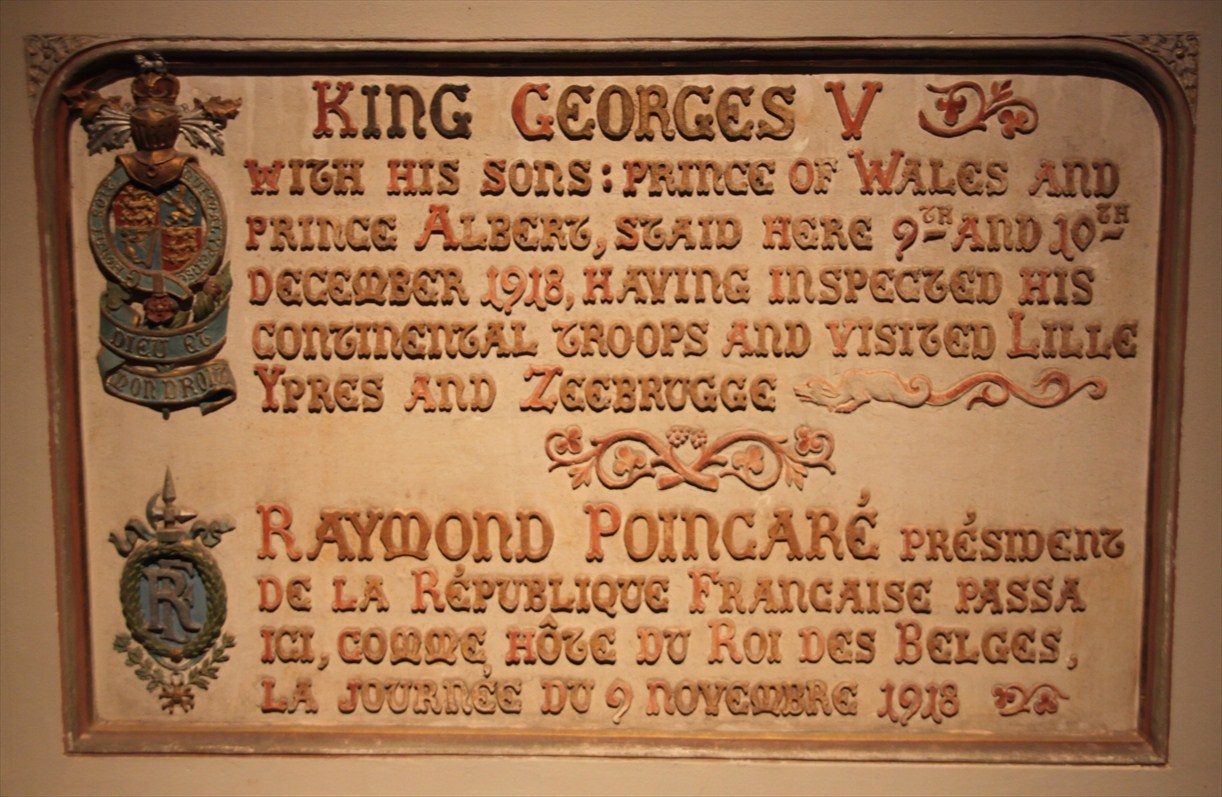 KING GEORGES V
WITH HIS SONS: PRINCE OF WALES AND
PRINCE ALBERT, STAID HERE 9TH AND 10TH
DECEMBER 1918, HAVING INSPECTED HIS
CONTINENTAL TROOPS AND VISITED LILLE
YPRES AND ZEEBRUGGE
DIEU ET
MON DROIT
RAYMOND POINCARÉ PRÉSIDENT
DE LA RÉPUBLIQUE FRANCAISE PASSA
ICI, COMME HÔTE DU ROI DES BELGES,
LA JOURNÉE DU 9 NOVEMBRE 1918
RF